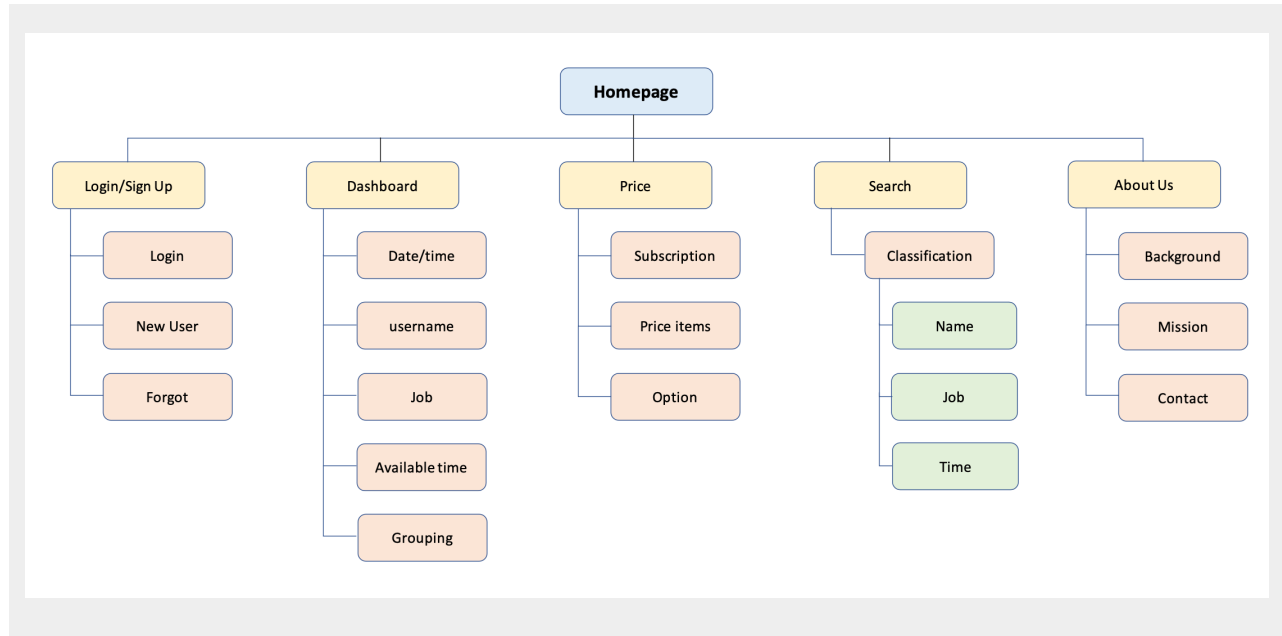 Homepage
Login/Sign Up
Login
New User
Forgot
Dashboard
Date/time
username
Job
Available time
Grouping
Price
Subscription
Price items
Option
Search
Classification
Name
Job
Time
About Us
Background
Mission
Contact